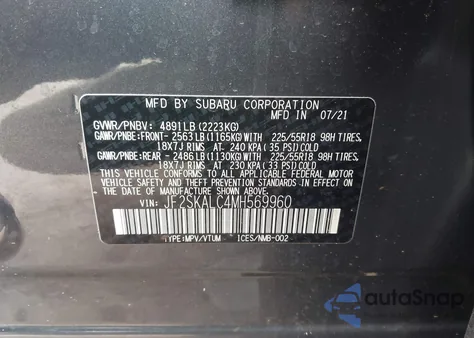 MFD BY SUBARU CORPORATION
MFD IN 07/21
GVWR/PNBV: 4891LB (2223KG)
GAWR/PNBE: FRONT- 2563LB (1165KG) WITH 225/55R18 98H TIRES,
18X7J RIMS AT 240 KPA (35 PSI) COLD
GAWR/PNBE: REAR - 2486LB (1130KG) WITH 225/55R18 98H TIRES,
18X7J RIMS AT 230 KPA (33 PSI) COLD
THIS VEHICLE CONFORMS TO ALL APPLICABLE
FEDERAL MOTOR VEHICLE SAFETY, BUMPER, AND
THEFT PREVENTION STANDARDS IN EFFECT ON THE
DATE OF MANUFACTURE SHOWN ABOVE.
VIN: JF2SKALC4MH569960
TYPE:MPV/VTUM ICES/NMB-002
autoSnap